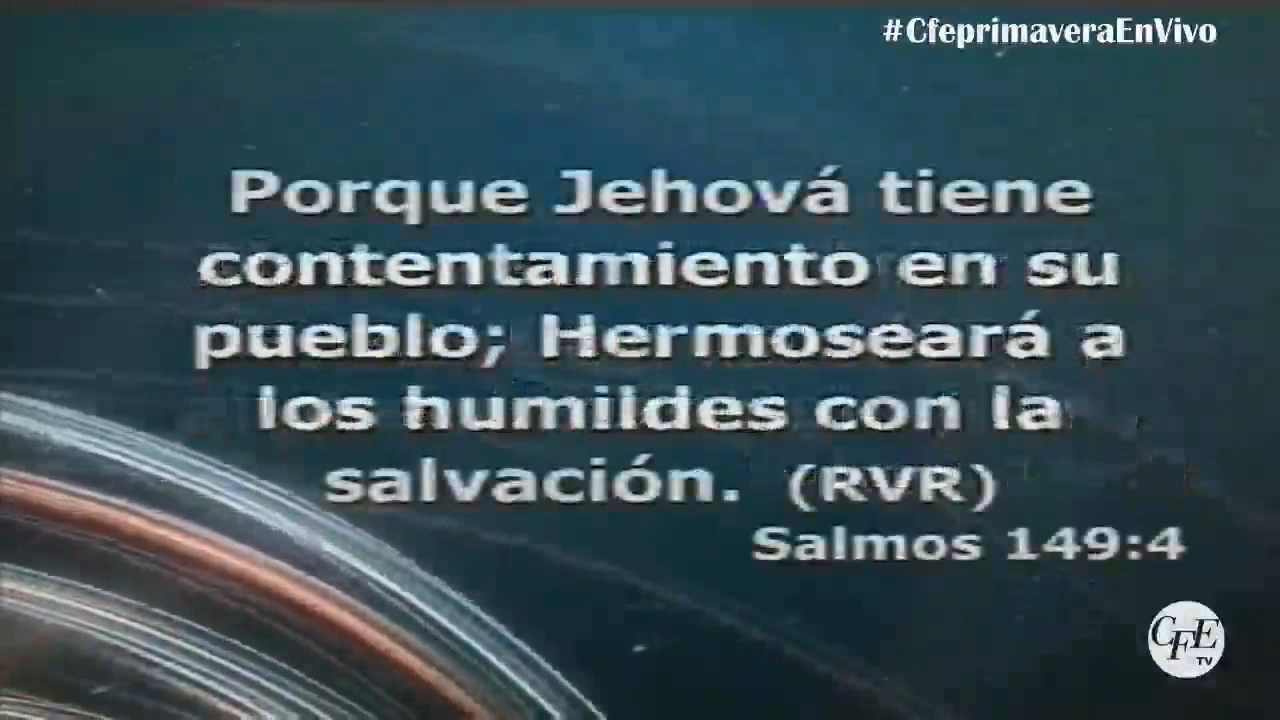 #CfeprimaveraEnVivo
Porque Jehová tiene
contentamiento en su
pueblo; Hermoseará a
los humildes con la
salvación. (RVR)
Salmos 149:4
CFE
TV